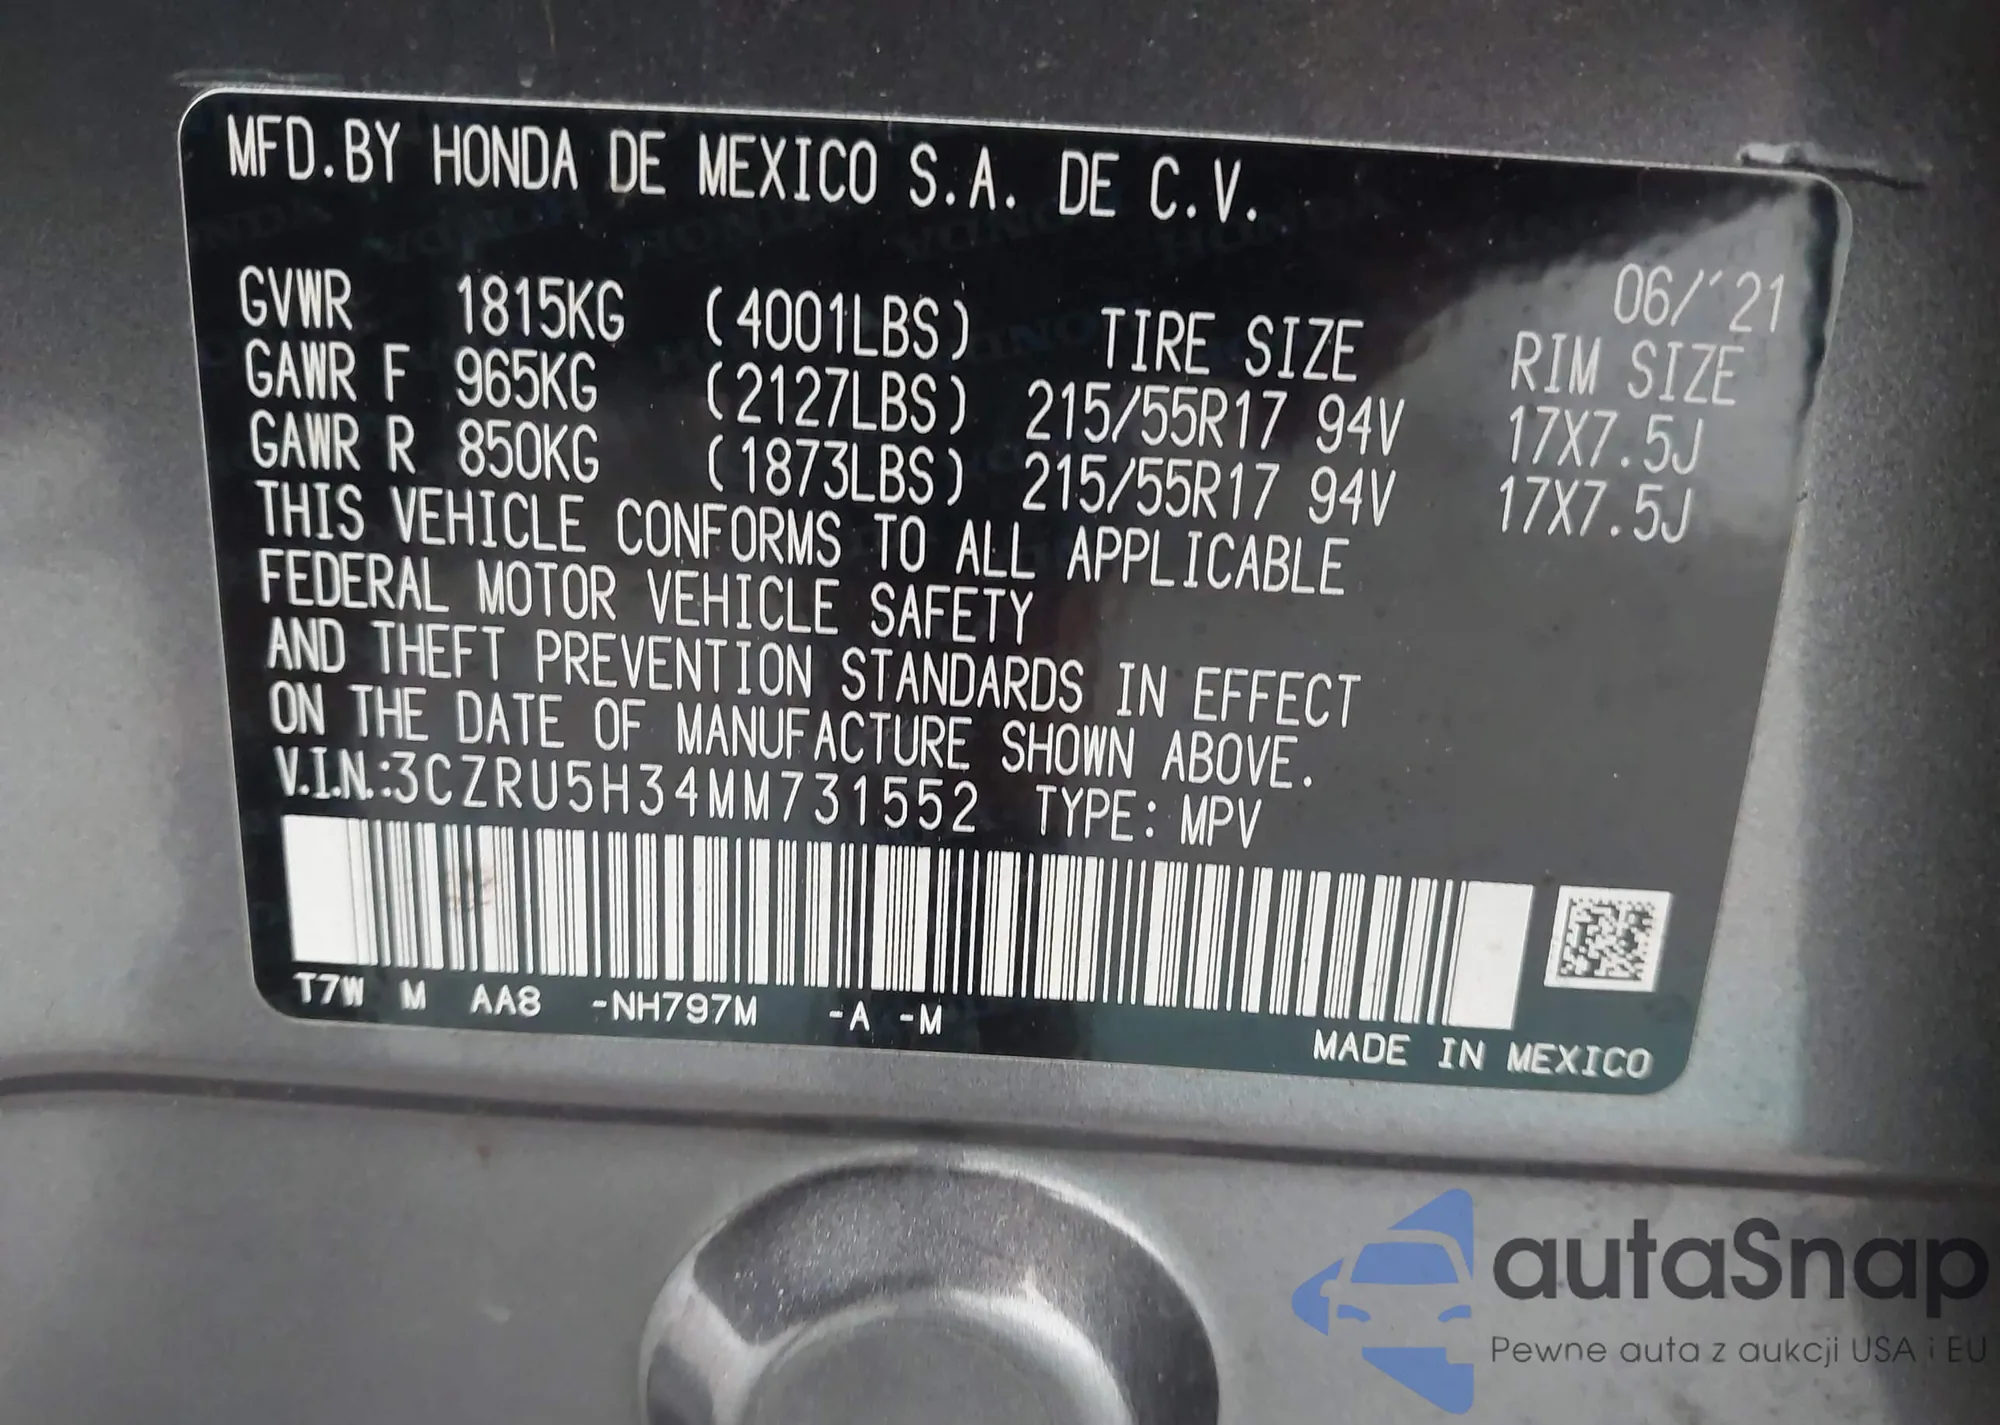 MFD.BY HONDA DE MEXICO S.A. DE C.V.
06/'21
GVWR 1815KG (4001LBS) TIRE SIZE RIM SIZE
GAWR F 965KG (2127LBS) 215/55R17 94V 17X7.5J
GAWR R 850KG (1873LBS) 215/55R17 94V 17X7.5J
THIS VEHICLE CONFORMS TO ALL APPLICABLE
FEDERAL MOTOR VEHICLE SAFETY
AND THEFT PREVENTION STANDARDS IN EFFECT
ON THE DATE OF MANUFACTURE SHOWN ABOVE.
V.I.N.:3CZRU5H34MM731552 TYPE: MPV
T7W M AA8 -NH797M -A -M
MADE IN MEXICO
autaSnap
Pewne auta z aukcji USA i EU